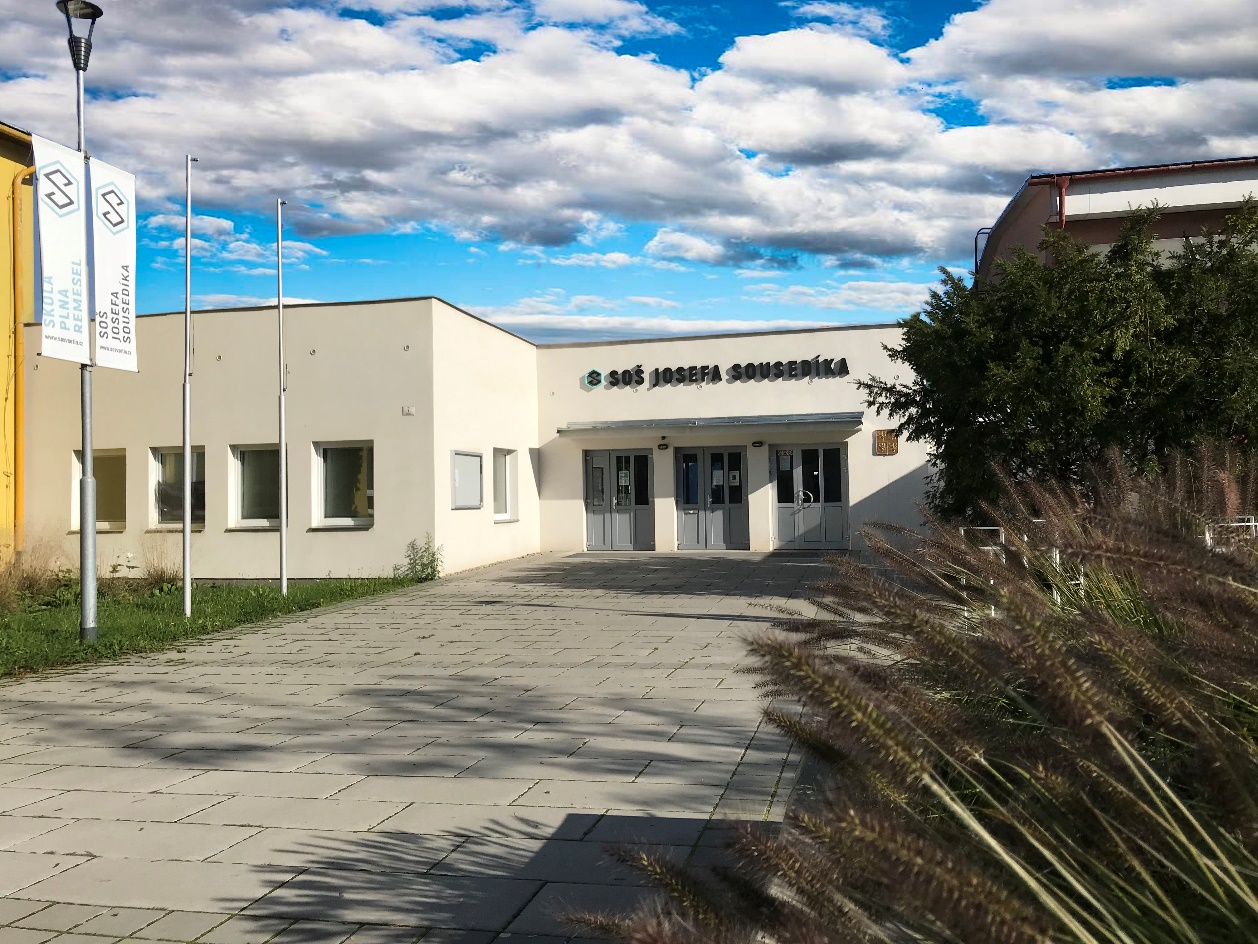 ŠKOLA
PLNÁ
ŘEMESEL
SOŠ
JOSEFA
SOUSEDÍKA
SOŠ JOSEFA SOUSEDÍKA